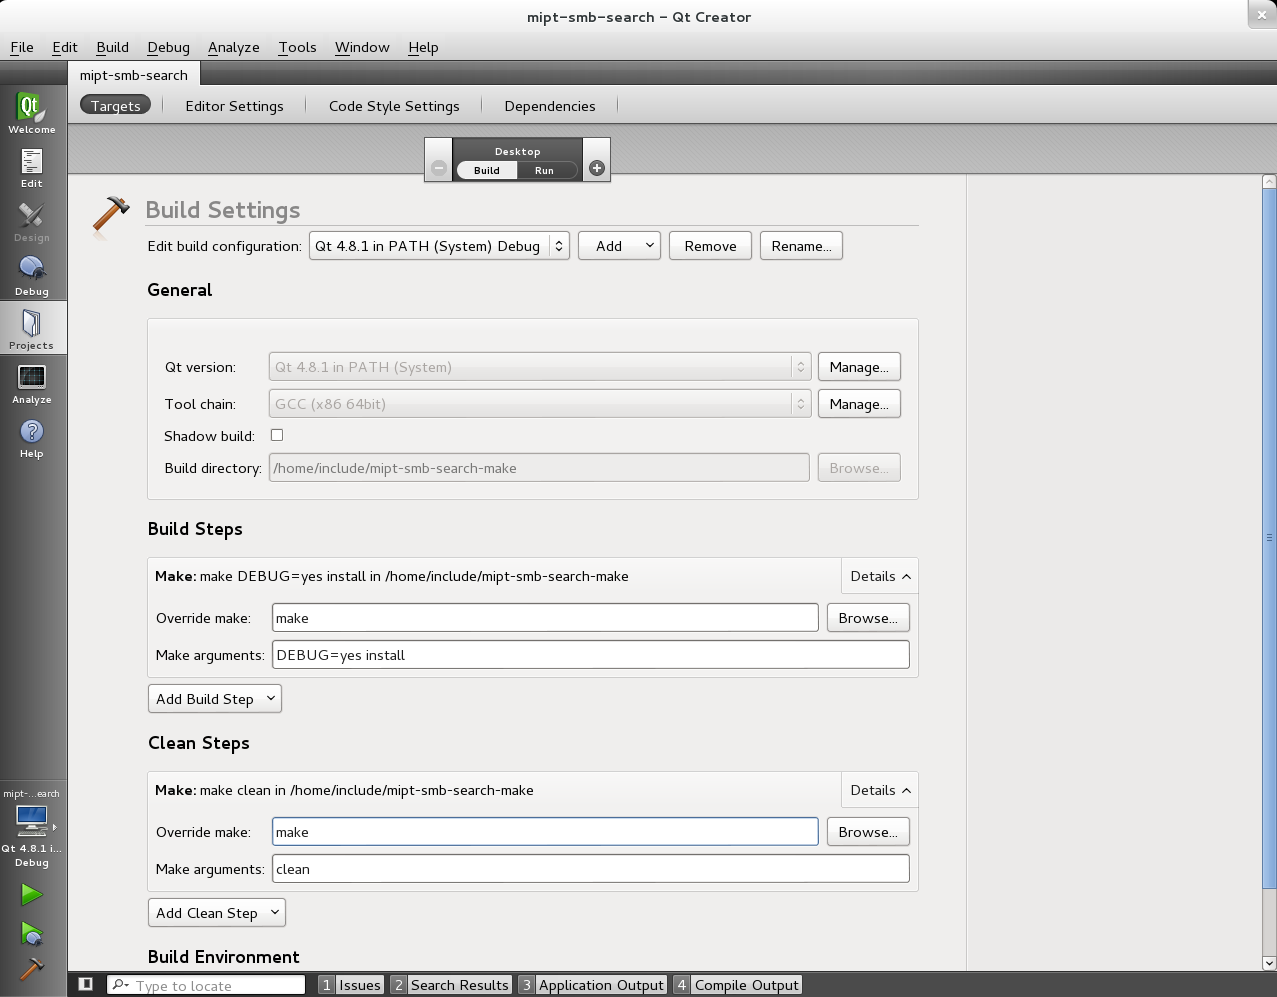 mipt-smb-search - Qt Creator
File Edit Build Debug Analyze Tools Window Help
mipt-smb-search
Targets Editor Settings Code Style Settings Dependencies
Desktop
Build Run
Qt
Welcome
Edit
Design
Debug
Projects
Analyze
Help
Build Settings
Edit build configuration: Qt 4.8.1 in PATH (System) Debug Add Remove Rename...
General
Qt version: Qt 4.8.1 in PATH (System) Manage...
Tool chain: GCC (x86 64bit) Manage...
Shadow build:
Build directory: /home/include/mipt-smb-search-make Browse...
Build Steps
Make: make DEBUG=yes install in /home/include/mipt-smb-search-make Details
Override make: make Browse...
Make arguments: DEBUG=yes install
Add Build Step
Clean Steps
Make: make clean in /home/include/mipt-smb-search-make Details
Override make: make Browse...
Make arguments: clean
Add Clean Step
Build Environment
mipt-...earch
Qt 4.8.1 i...
Debug
Type to locate 1 Issues 2 Search Results 3 Application Output 4 Compile Output